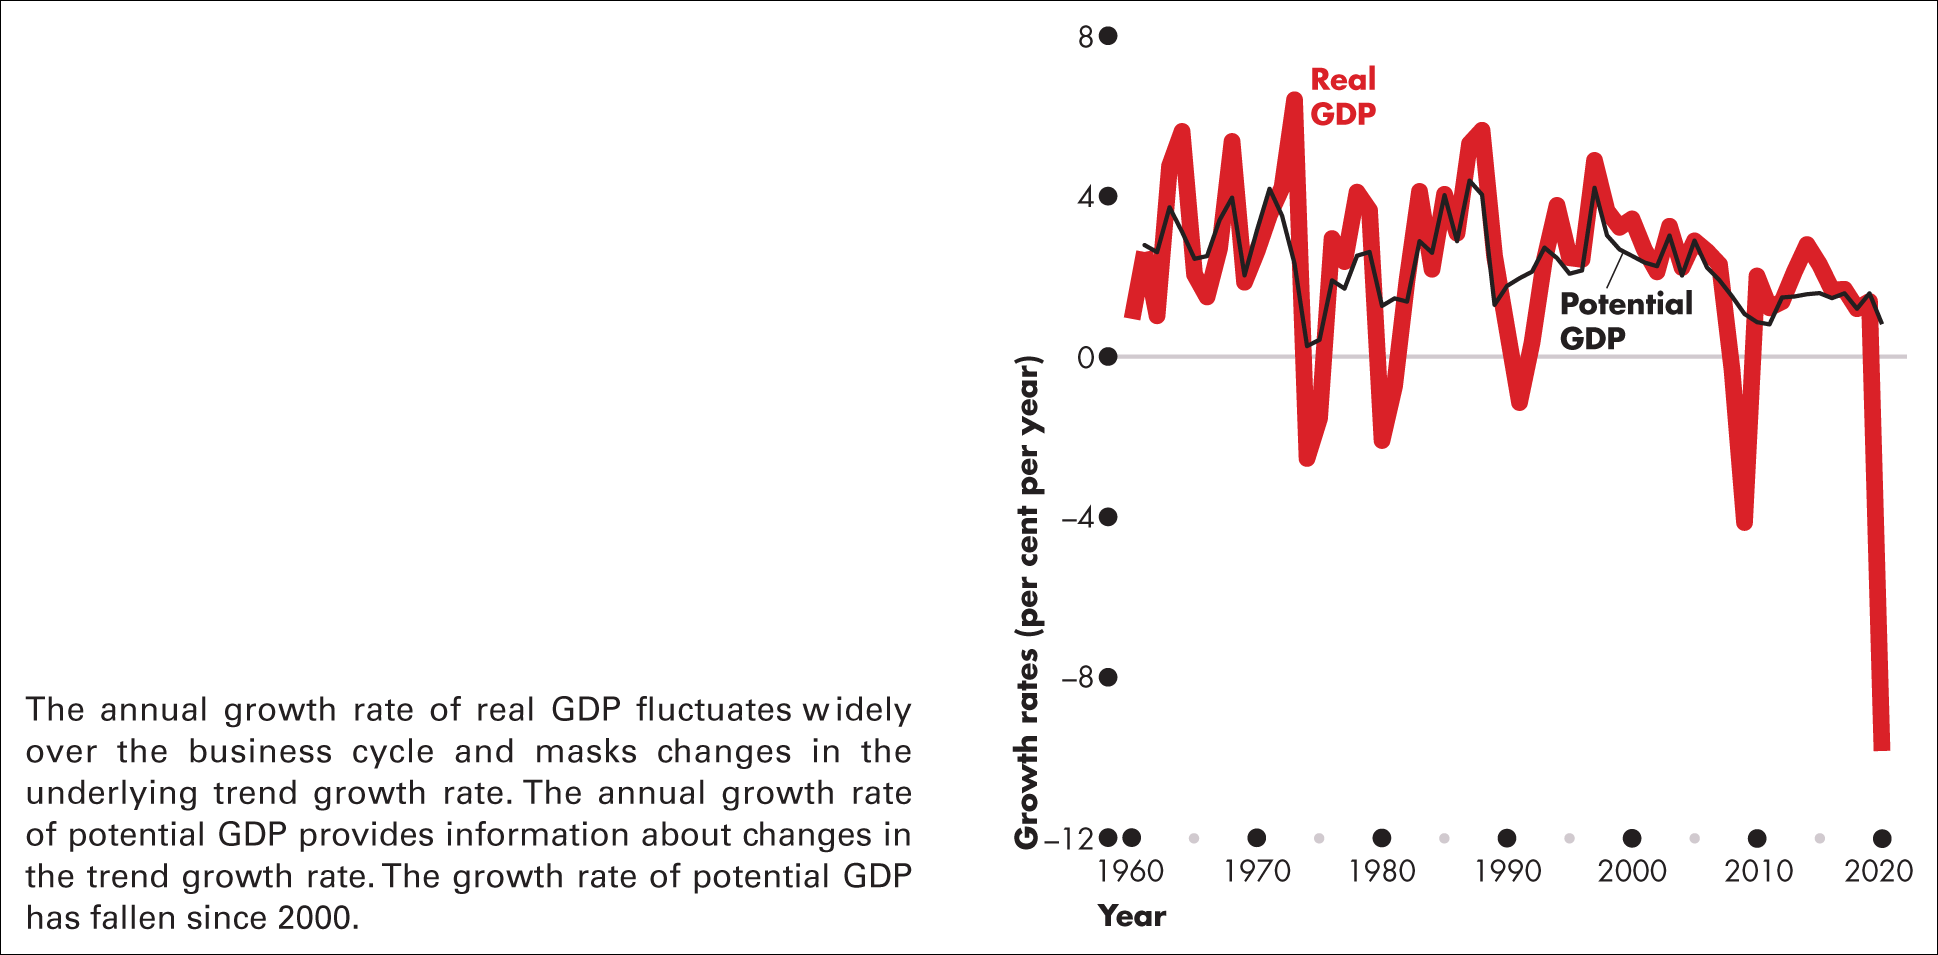 The annual growth rate of real GDP fluctuates widely
over the business cycle and masks changes in the
underlying trend growth rate. The annual growth rate
of potential GDP provides information about changes in
the trend growth rate. The growth rate of potential GDP
has fallen since 2000.
Growth rates (per cent per year)
8
4
0
–4
–8
–12
Real
GDP
Potential
GDP
1960 1970 1980 1990 2000 2010 2020
Year